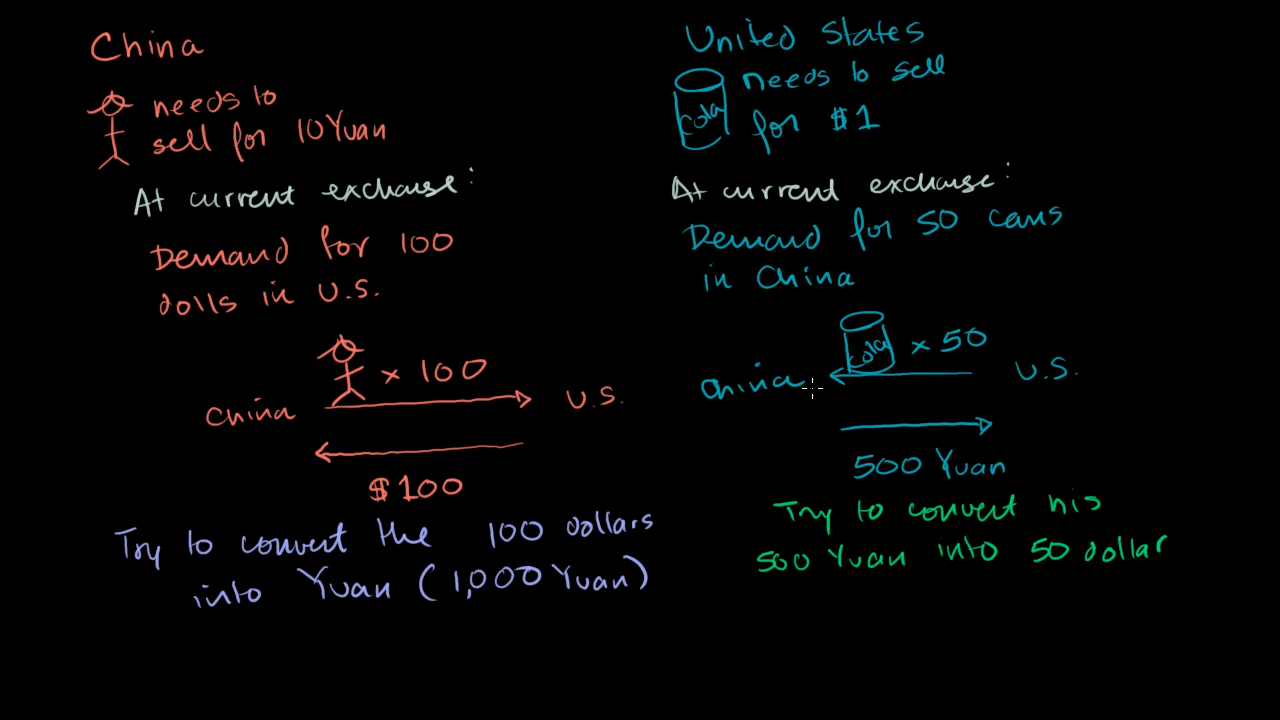 China
needs to
sell for 10 Yuan
At current exchange:
Demand for 100
dolls in U.S.
× 100
China
U.S.
$100
Try to convert the 100 dollars
into Yuan (1,000 Yuan)
United States
cola
needs to sell
for $1
At current exchange:
Demand for 50 cans
in China
cola
× 50
China
U.S.
500 Yuan
Try to convert his
500 Yuan into 50 dollar